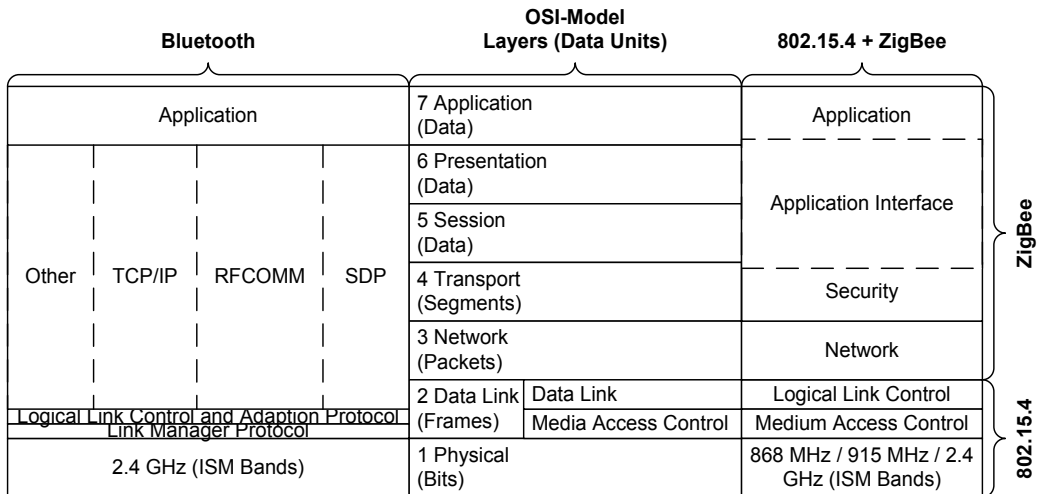 Bluetooth
OSI-Model
Layers (Data Units)
802.15.4 + ZigBee
Application
7 Application
(Data)
Application
6 Presentation
(Data)
Application Interface
5 Session
(Data)
Other
TCP/IP
RFCOMM
SDP
4 Transport
(Segments)
Security
3 Network
(Packets)
Network
2 Data Link
(Frames)
Data Link
Logical Link Control
Media Access Control
Medium Access Control
Logical Link Control and Adaption Protocol
Link Manager Protocol
2.4 GHz (ISM Bands)
1 Physical
(Bits)
868 MHz / 915 MHz / 2.4
GHz (ISM Bands)
ZigBee
802.15.4